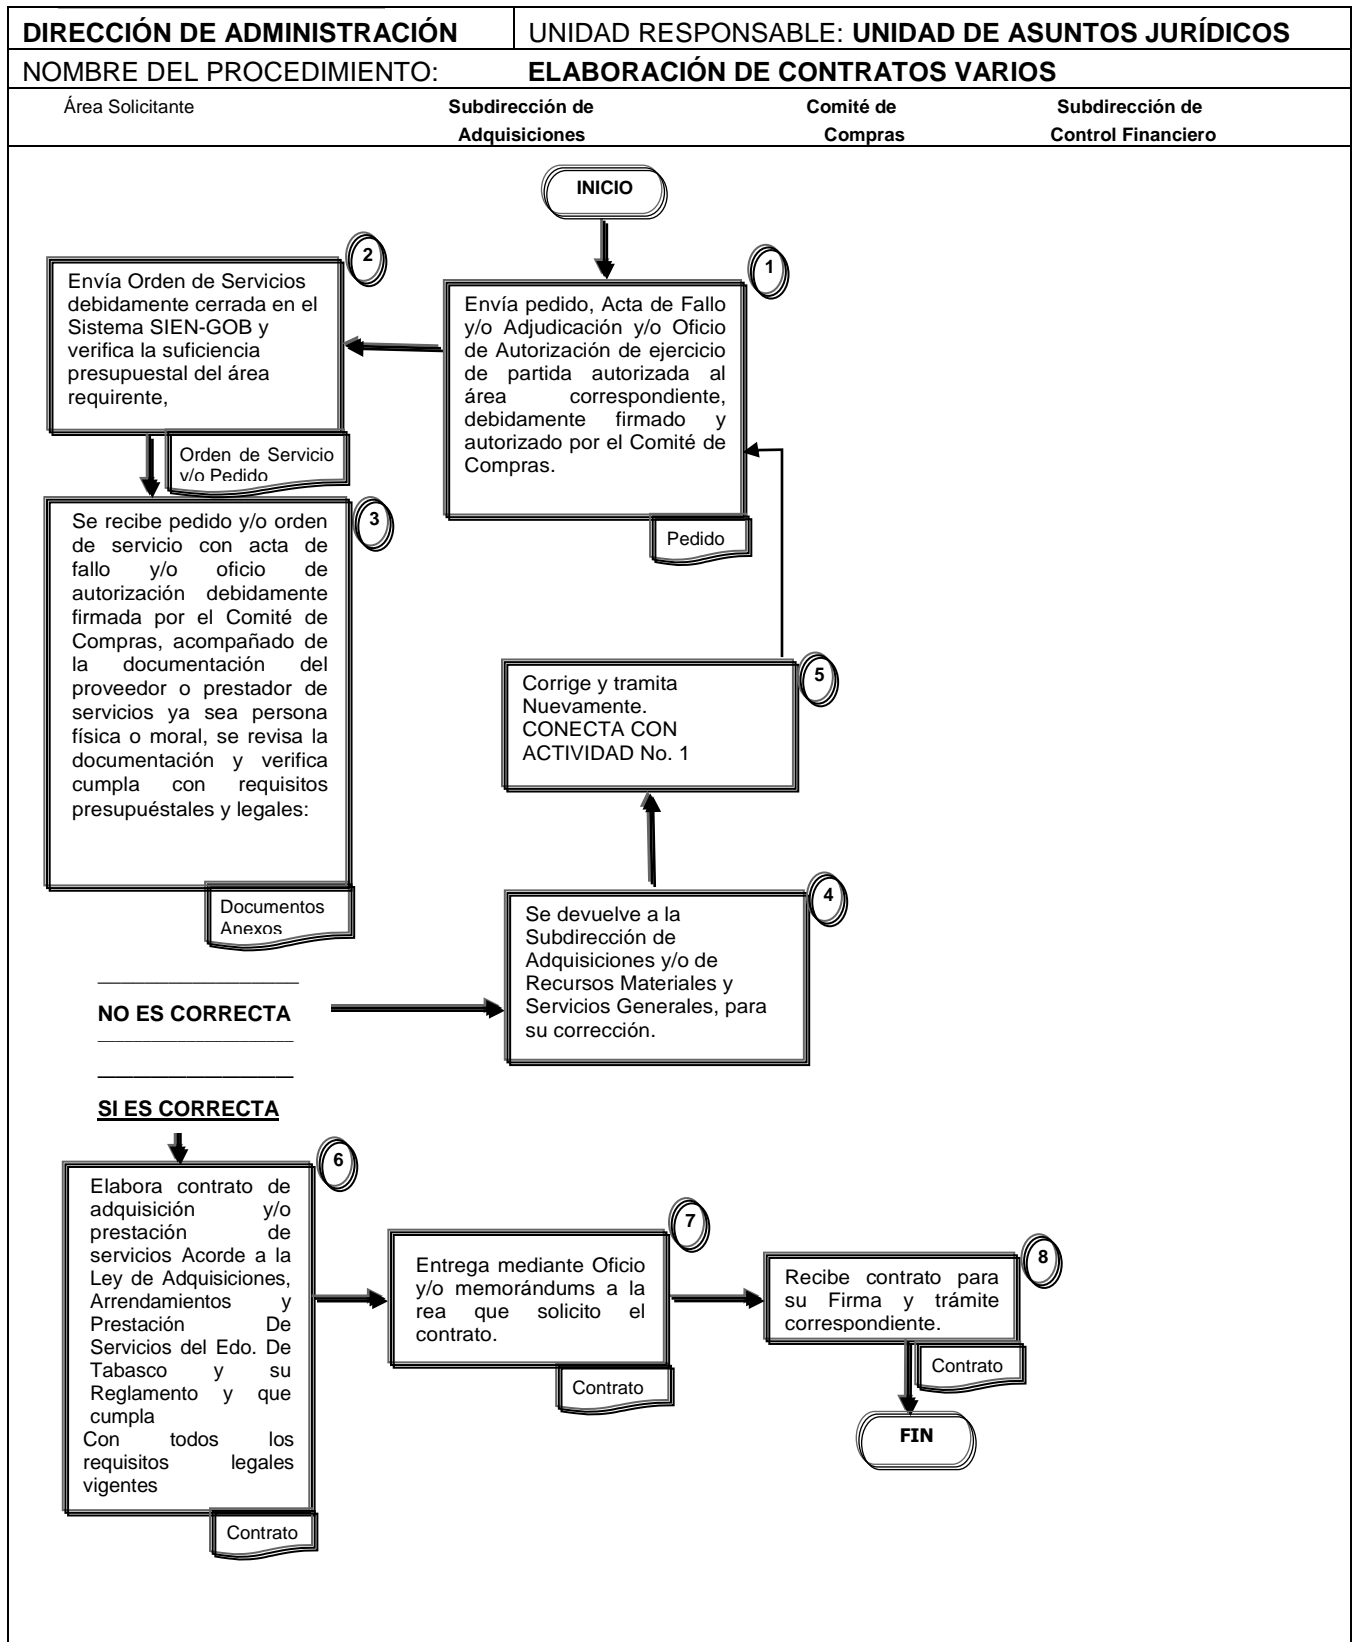 DIRECCIÓN DE ADMINISTRACIÓN
UNIDAD RESPONSABLE: UNIDAD DE ASUNTOS JURÍDICOS
NOMBRE DEL PROCEDIMIENTO: ELABORACIÓN DE CONTRATOS VARIOS
Área Solicitante
Subdirección de
Adquisiciones
Comité de
Compras
Subdirección de
Control Financiero
INICIO
1
Envía pedido, Acta de Fallo
y/o Adjudicación y/o Oficio
de Autorización de ejercicio
de partida autorizada al
área correspondiente,
debidamente firmado y
autorizado por el Comité de
Compras.
Pedido
2
Envía Orden de Servicios
debidamente cerrada en el
Sistema SIEN-GOB y
verifica la suficiencia
presupuestal del área
requirente,
Orden de Servicio
y/o Pedido
3
Se recibe pedido y/o orden
de servicio con acta de
fallo y/o oficio de
autorización debidamente
firmada por el Comité de
Compras, acompañado de
la documentación del
proveedor o prestador de
servicios ya sea persona
física o moral, se revisa la
documentación y verifica
cumpla con requisitos
presupuéstales y legales:
Documentos
Anexos
NO ES CORRECTA
4
Se devuelve a la
Subdirección de
Adquisiciones y/o de
Recursos Materiales y
Servicios Generales, para
su corrección.
5
Corrige y tramita
Nuevamente.
CONECTA CON
ACTIVIDAD No. 1
SI ES CORRECTA
6
Elabora contrato de
adquisición y/o
prestación de
servicios Acorde a la
Ley de Adquisiciones,
Arrendamientos y
Prestación De
Servicios del Edo. De
Tabasco y su
Reglamento y que
cumpla
Con todos los
requisitos legales
vigentes
Contrato
7
Entrega mediante Oficio
y/o memorándums a la
rea que solicito el
contrato.
Contrato
8
Recibe contrato para
su Firma y trámite
correspondiente.
Contrato
FIN